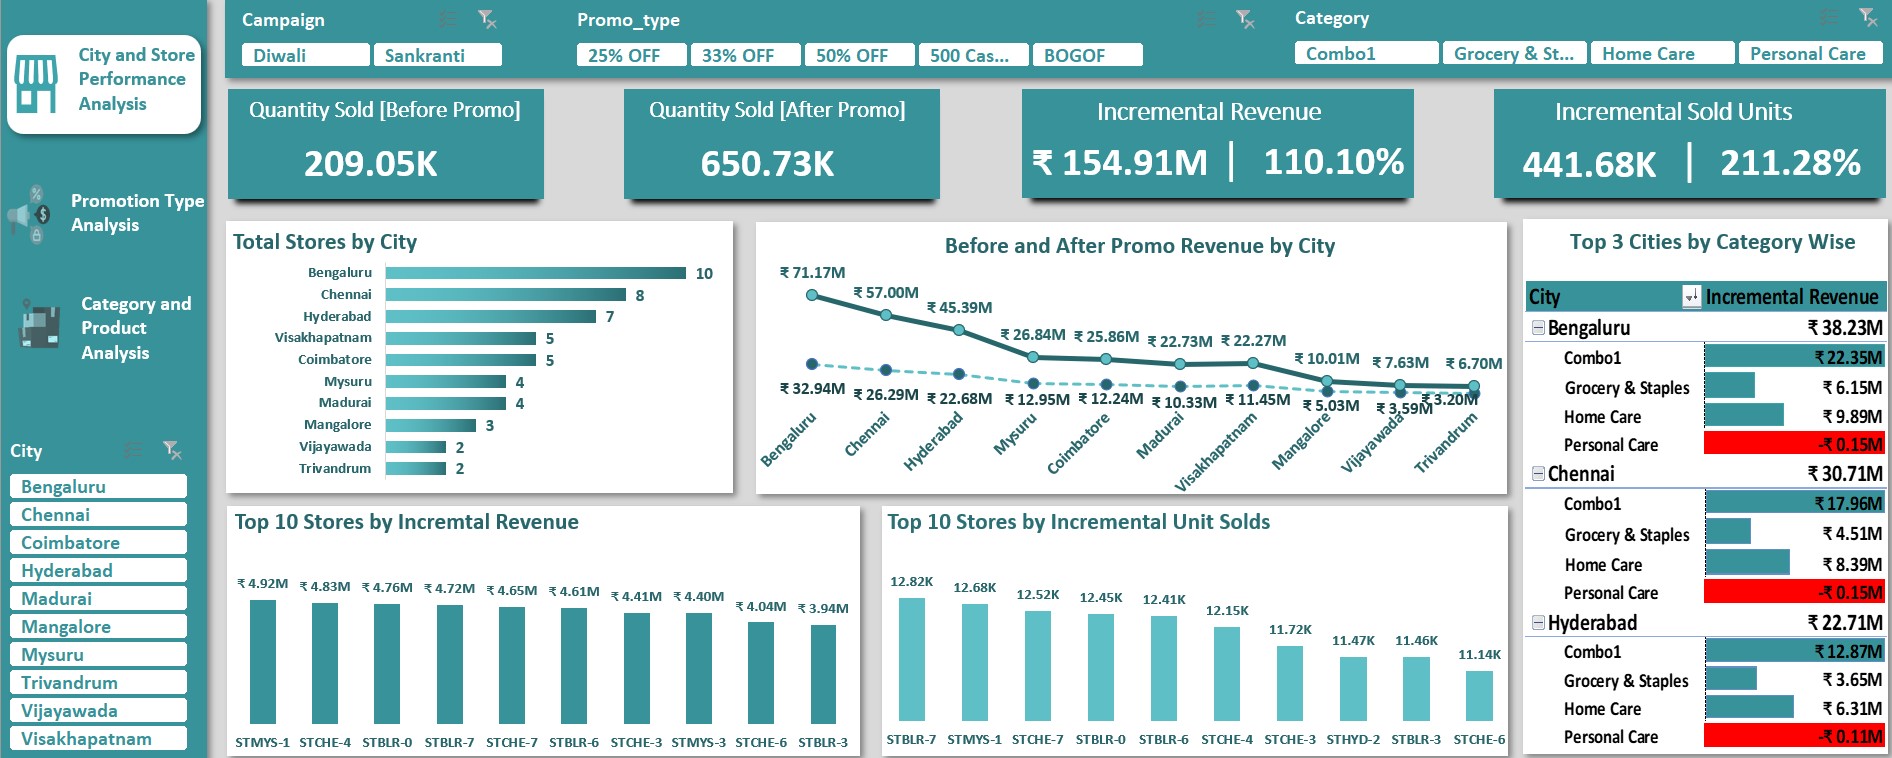 City and Store
Performance
Analysis
Promotion Type
Analysis
Category and
Product
Analysis
City
Bengaluru
Chennai
Coimbatore
Hyderabad
Madurai
Mangalore
Mysuru
Trivandrum
Vijayawada
Visakhapatnam
Campaign
Diwali Sankranti
Promo_type
25% OFF 33% OFF 50% OFF 500 Cas... BOGOF
Category
Combo1 Grocery & St... Home Care Personal Care
Quantity Sold [Before Promo]
209.05K
Quantity Sold [After Promo]
650.73K
Incremental Revenue
₹ 154.91M | 110.10%
Incremental Sold Units
441.68K | 211.28%
Total Stores by City
Bengaluru 10
Chennai 8
Hyderabad 7
Visakhapatnam 5
Coimbatore 5
Mysuru 4
Madurai 4
Mangalore 3
Vijayawada 2
Trivandrum 2
Before and After Promo Revenue by City
₹ 71.17M ₹ 57.00M ₹ 45.39M ₹ 26.84M ₹ 25.86M ₹ 22.73M ₹ 22.27M ₹ 10.01M ₹ 7.63M ₹ 6.70M
₹ 32.94M ₹ 26.29M ₹ 22.68M ₹ 12.95M ₹ 12.24M ₹ 10.33M ₹ 11.45M ₹ 5.03M ₹ 3.59M ₹ 3.20M
Bengaluru Chennai Hyderabad Mysuru Coimbatore Madurai Visakhapatnam Mangalore Vijayawada Trivandrum
Top 3 Cities by Category Wise
City Incremental Revenue
Bengaluru ₹ 38.23M
Combo1 ₹ 22.35M
Grocery & Staples ₹ 6.15M
Home Care ₹ 9.89M
Personal Care -₹ 0.15M
Chennai ₹ 30.71M
Combo1 ₹ 17.96M
Grocery & Staples ₹ 4.51M
Home Care ₹ 8.39M
Personal Care -₹ 0.15M
Hyderabad ₹ 22.71M
Combo1 ₹ 12.87M
Grocery & Staples ₹ 3.65M
Home Care ₹ 6.31M
Personal Care -₹ 0.11M
Top 10 Stores by Incremtal Revenue
₹ 4.92M ₹ 4.83M ₹ 4.76M ₹ 4.72M ₹ 4.65M ₹ 4.61M ₹ 4.41M ₹ 4.40M ₹ 4.04M ₹ 3.94M
STMYS-1 STCHE-4 STBLR-0 STBLR-7 STCHE-7 STBLR-6 STCHE-3 STMYS-3 STCHE-6 STBLR-3
Top 10 Stores by Incremental Unit Solds
12.82K 12.68K 12.52K 12.45K 12.41K 12.15K 11.72K 11.47K 11.46K 11.14K
STBLR-7 STMYS-1 STCHE-7 STBLR-0 STBLR-6 STCHE-4 STCHE-3 STHYD-2 STBLR-3 STCHE-6